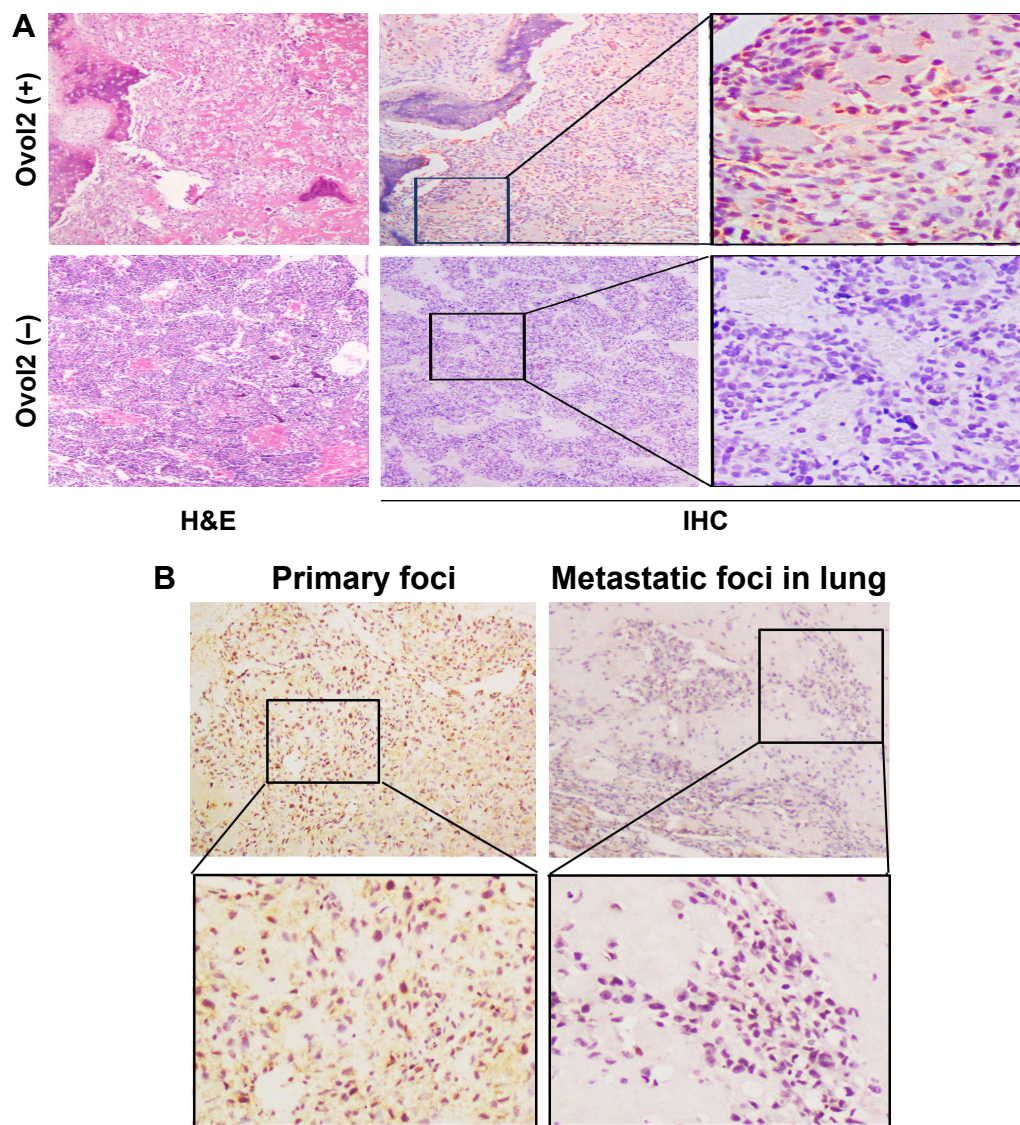 A
Ovol2 (+)
Ovol2 (–)
H&E
IHC
B
Primary foci
Metastatic foci in lung